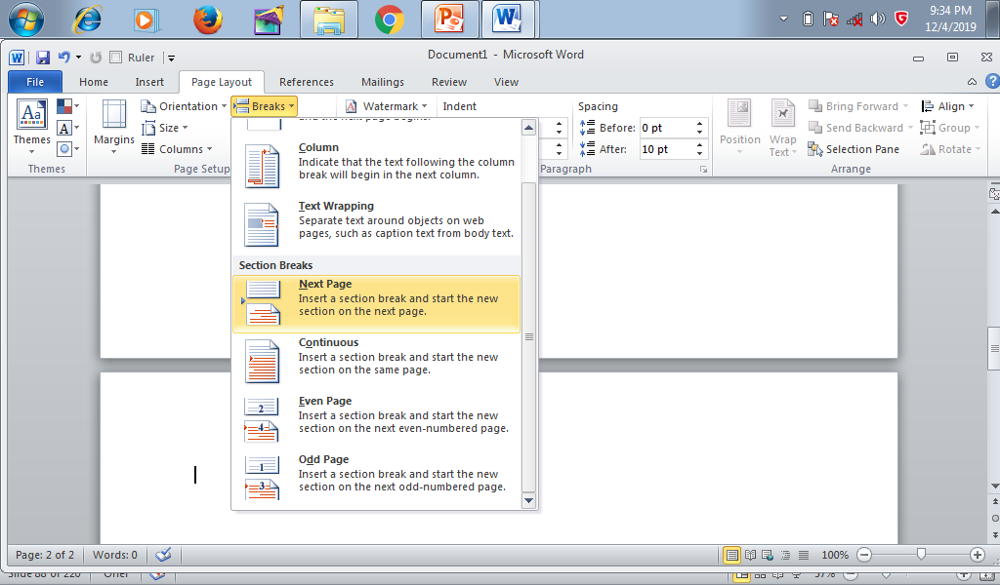 9:34 PM
12/4/2019
Document1 - Microsoft Word
Ruler
File Home Insert Page Layout References Mailings Review View
Orientation Breaks Watermark Indent Spacing Bring Forward Align
Themes Margins Size Before: 0 pt Position Wrap Text Send Backward Group
Columns After: 10 pt Selection Pane Rotate
Themes Page Setup Paragraph Arrange
Column
Indicate that the text following the column
break will begin in the next column.
Text Wrapping
Separate text around objects on web
pages, such as caption text from body text.
Section Breaks
Next Page
Insert a section break and start the new
section on the next page.
Continuous
Insert a section break and start the new
section on the same page.
Even Page
Insert a section break and start the new
section on the next even-numbered page.
Odd Page
Insert a section break and start the new
section on the next odd-numbered page.
Page: 2 of 2 Words: 0 100%